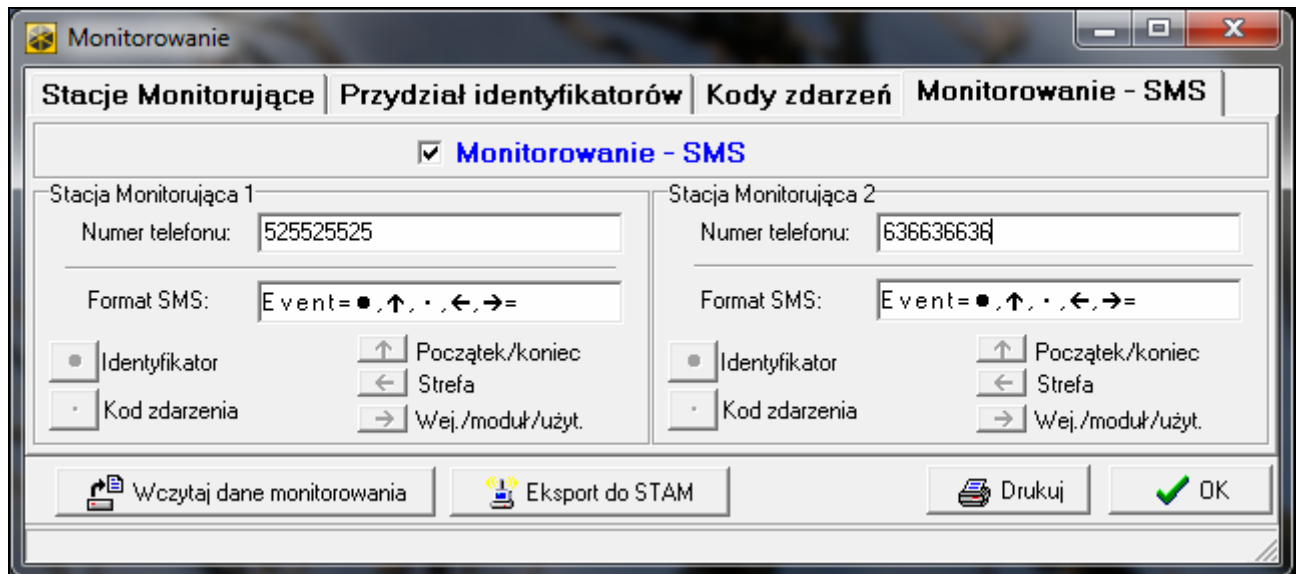 Monitorowanie
Stacje Monitorujące Przydział identyfikatorów Kody zdarzeń Monitorowanie - SMS
Monitorowanie - SMS
Stacja Monitorująca 1
Numer telefonu: 525525525
Format SMS: Event=●,↑,·,←,→=
Identyfikator
Kod zdarzenia
Początek/koniec
Strefa
Wej./moduł/użyt.
Stacja Monitorująca 2
Numer telefonu: 636636636
Format SMS: Event=●,↑,·,←,→=
Identyfikator
Kod zdarzenia
Początek/koniec
Strefa
Wej./moduł/użyt.
Wczytaj dane monitorowania Eksport do STAM Drukuj OK